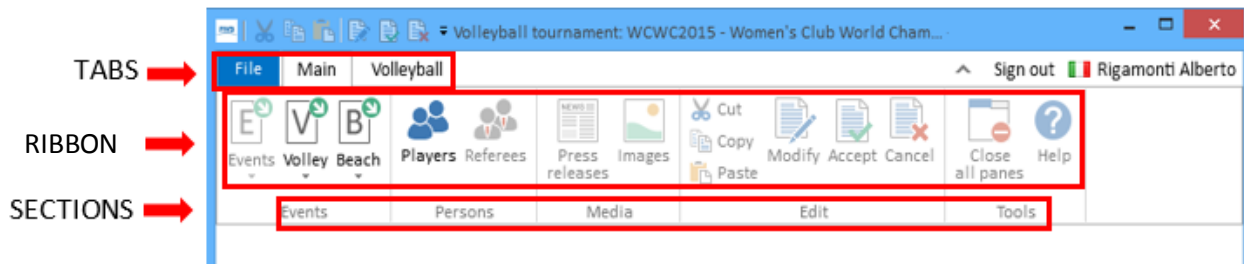 Volleyball tournament: WCWC2015 - Women's Club World Cham...
TABS
File Main Volleyball
Sign out Rigamonti Alberto
RIBBON
E V B
NEWS
Cut
Copy
Paste
Events Volley Beach
Players Referees
Press releases
Images
Modify Accept Cancel
Close all panes
? Help
SECTIONS
Events Persons Media Edit Tools